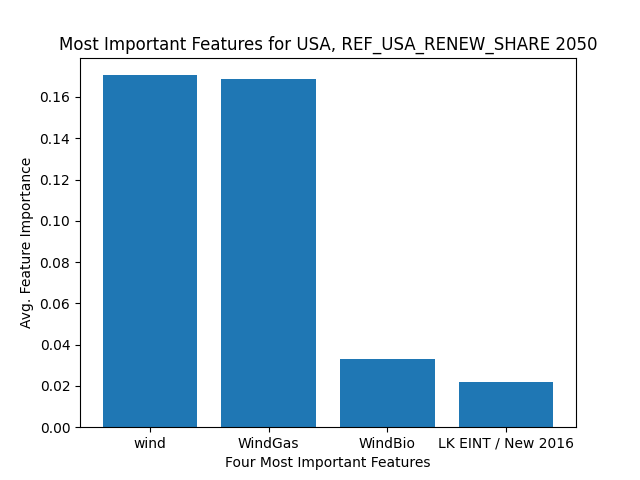 Most Important Features for USA, REF_USA_RENEW_SHARE 2050
0.16
0.14
0.12
0.10
0.08
0.06
0.04
0.02
0.00
Avg. Feature Importance
wind WindGas WindBio LK EINT / New 2016
Four Most Important Features